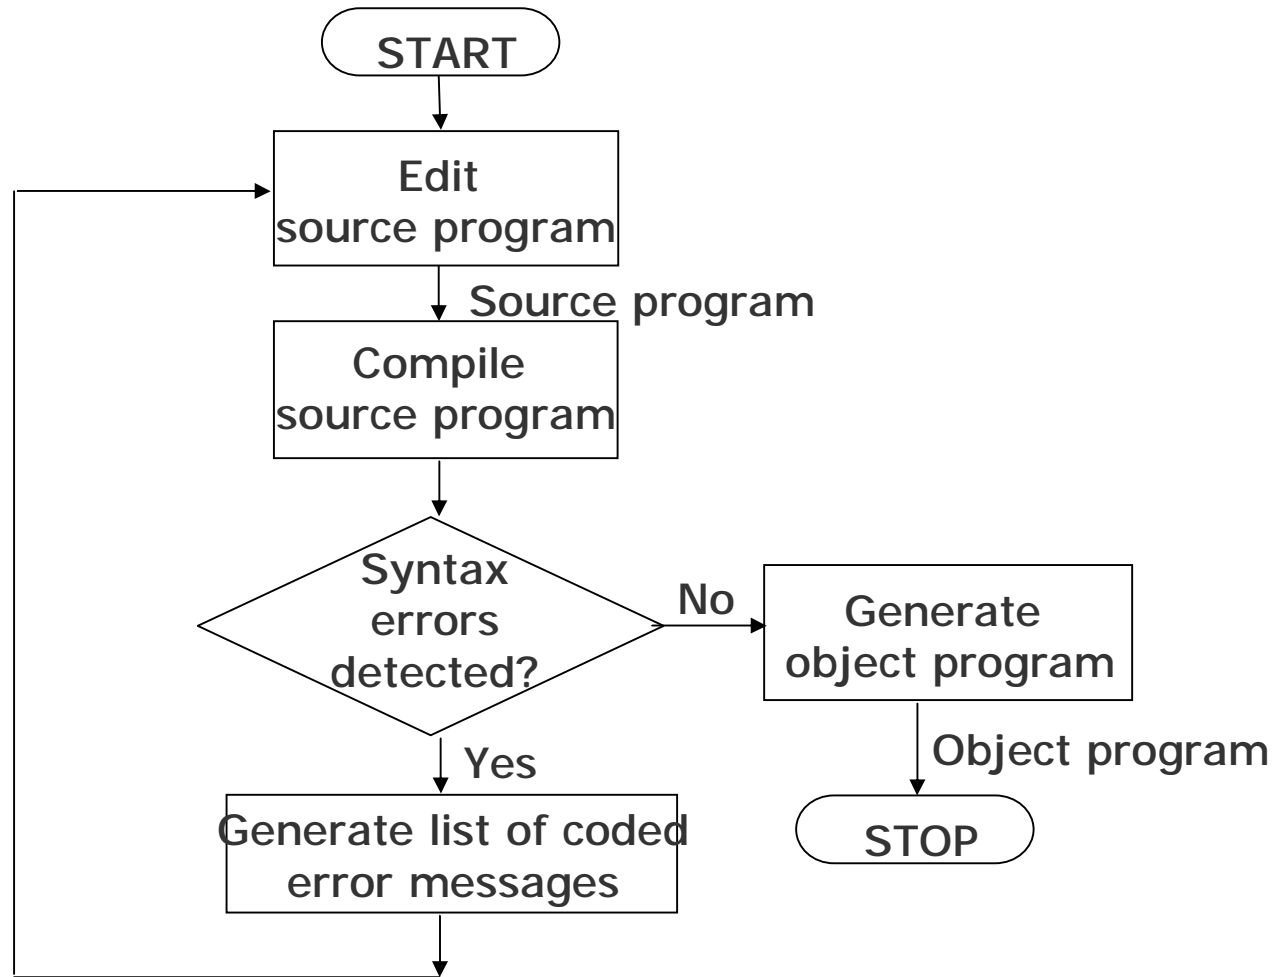 START
Edit
source program
Source program
Compile
source program
Syntax
errors
detected?
No
Generate
object program
Yes
Object program
Generate list of coded
error messages
STOP